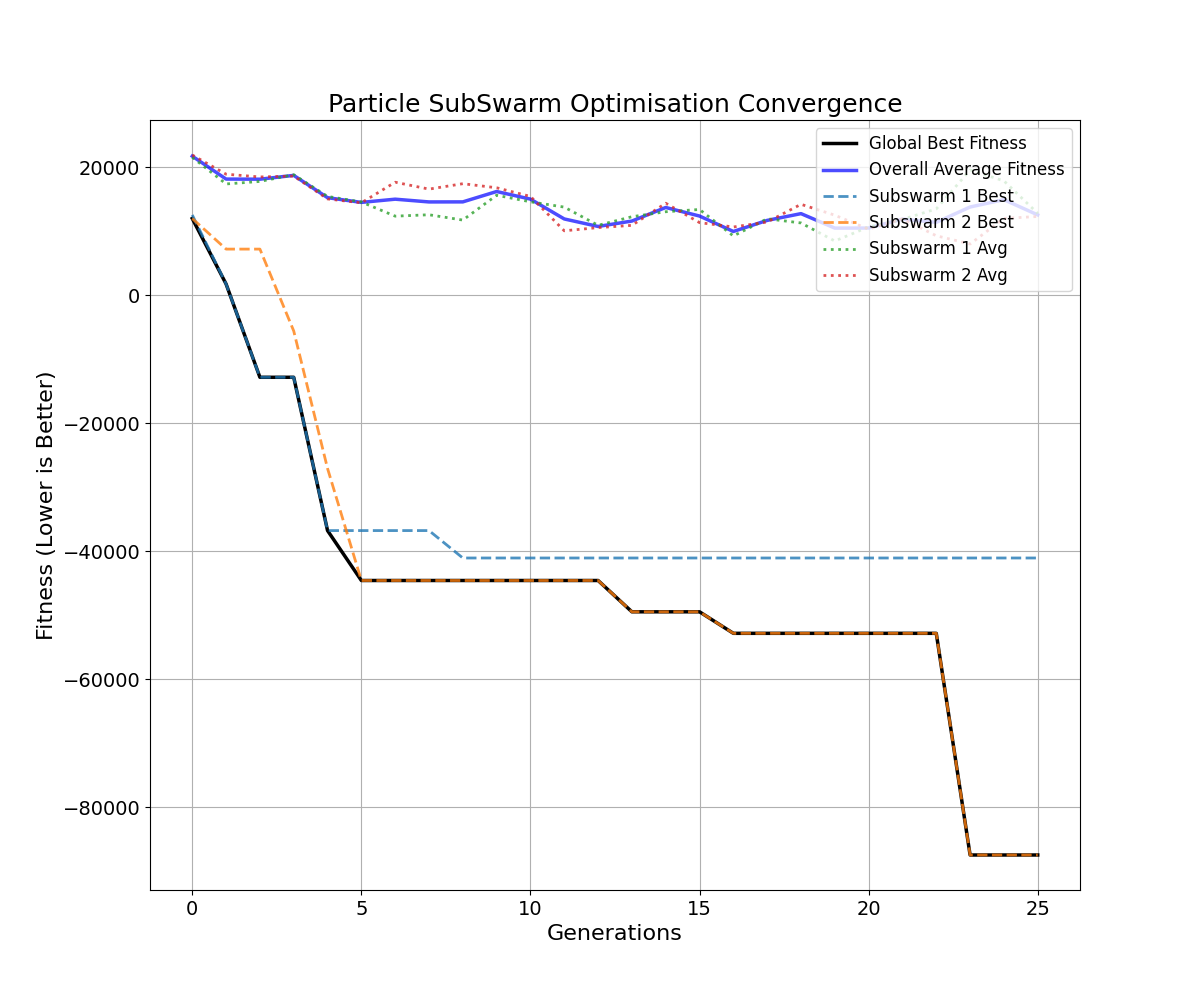 Particle SubSwarm Optimisation Convergence
Global Best Fitness
Overall Average Fitness
Subswarm 1 Best
Subswarm 2 Best
Subswarm 1 Avg
Subswarm 2 Avg
20000
0
−20000
−40000
−60000
−80000
Fitness (Lower is Better)
0 5 10 15 20 25
Generations